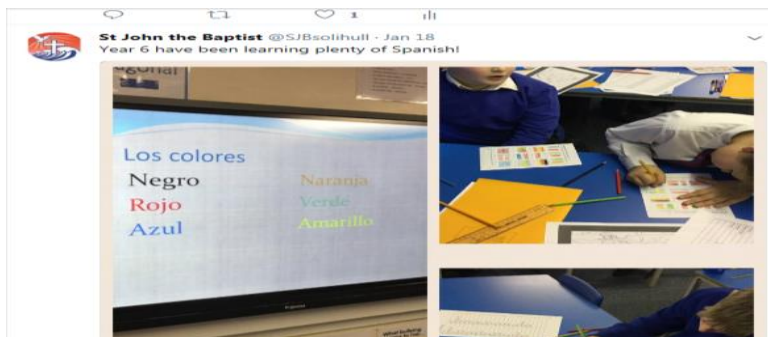 1
St John the Baptist @SJBsolihull · Jan 18
Year 6 have been learning plenty of Spanish!
Los colores
Negro
Naranja
Rojo
Verde
Azul
Amarillo